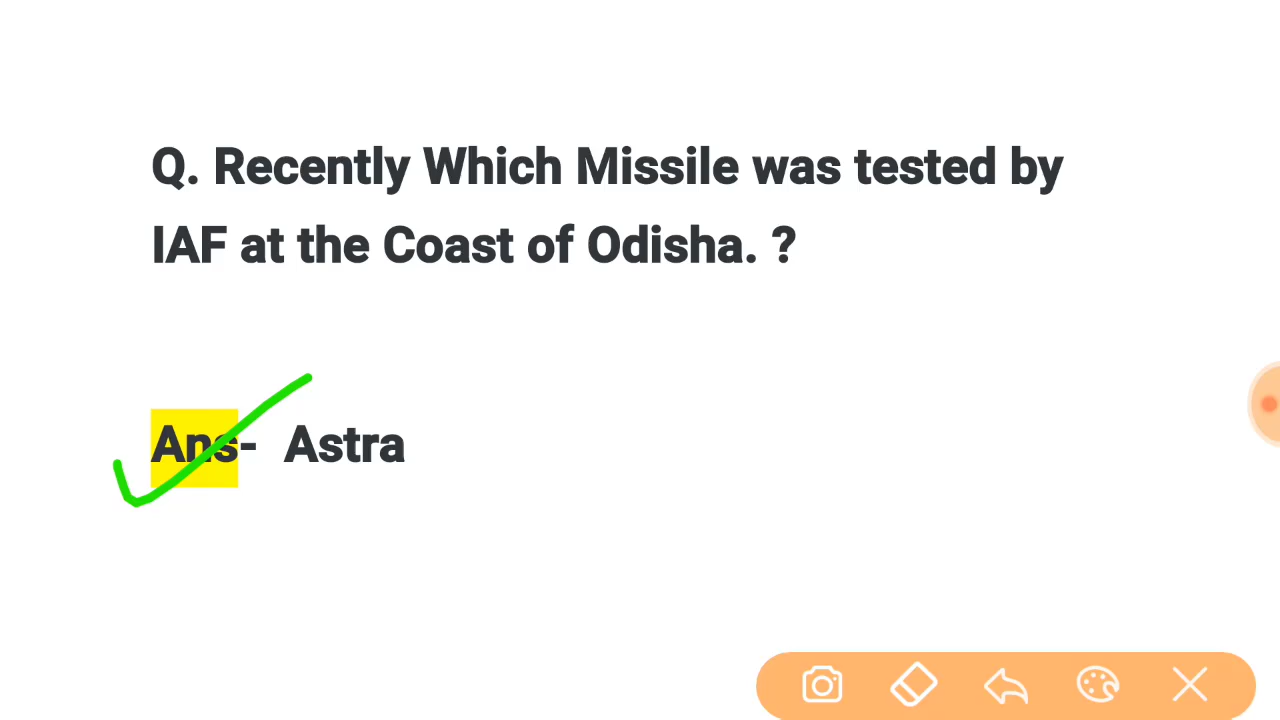 Q. Recently Which Missile was tested by
IAF at the Coast of Odisha. ?
Ans- Astra